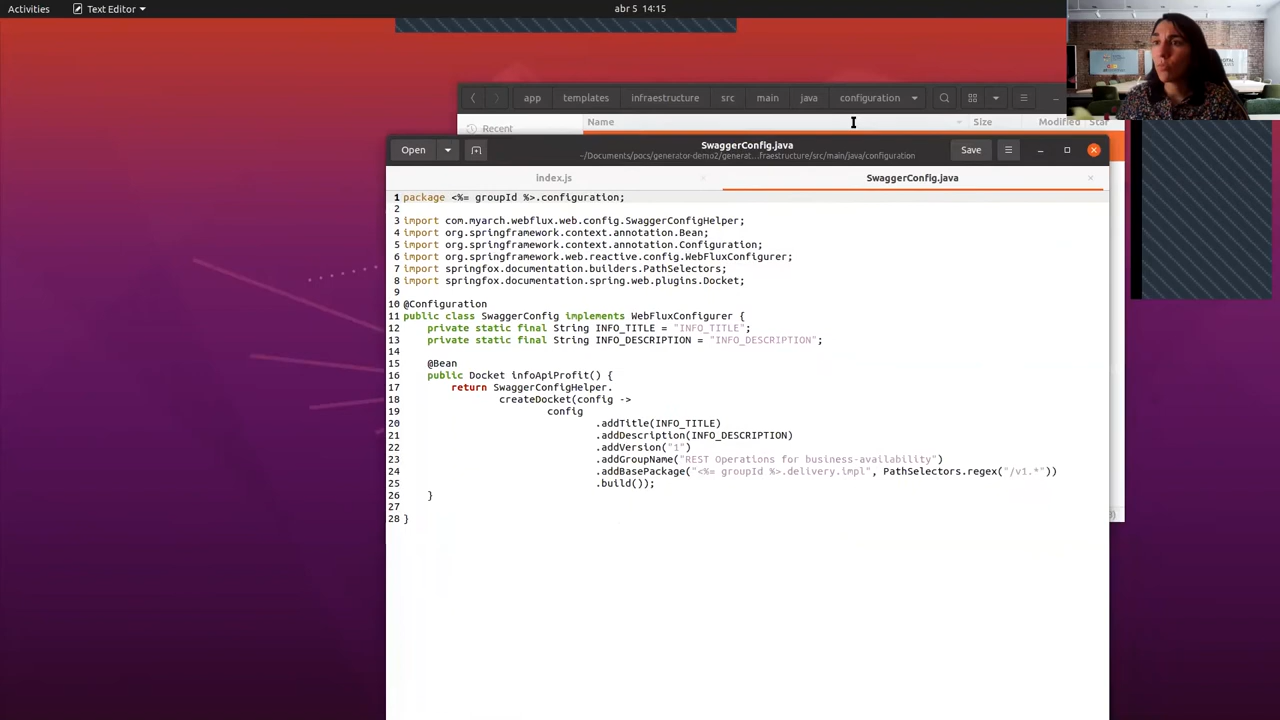 Activities
Text Editor
abr 5 14:15
app
templates
infraestructure
src
main
java
configuration
Recent
Name
Size
Modified
Star
Open
SwaggerConfig.java
~/Documents/pocs/generator-demo2/generat...fraestructure/src/main/java/configuration
Save
index.js
SwaggerConfig.java
1 package <%= groupId %>.configuration;
2
3 import com.myarch.webflux.web.config.SwaggerConfigHelper;
4 import org.springframework.context.annotation.Bean;
5 import org.springframework.context.annotation.Configuration;
6 import org.springframework.web.reactive.config.WebFluxConfigurer;
7 import springfox.documentation.builders.PathSelectors;
8 import springfox.documentation.spring.web.plugins.Docket;
9
10 @Configuration
11 public class SwaggerConfig implements WebFluxConfigurer {
12     private static final String INFO_TITLE = "INFO_TITLE";
13     private static final String INFO_DESCRIPTION = "INFO_DESCRIPTION";
14
15     @Bean
16     public Docket infoApiProfit() {
17         return SwaggerConfigHelper.
18                 createDocket(config ->
19                         config
20                                 .addTitle(INFO_TITLE)
21                                 .addDescription(INFO_DESCRIPTION)
22                                 .addVersion("1")
23                                 .addGroupName("REST Operations for business-availability")
24                                 .addBasePackage("<%= groupId %>.delivery.impl", PathSelectors.regex("/v1.*"))
25                                 .build());
26     }
27
28 }